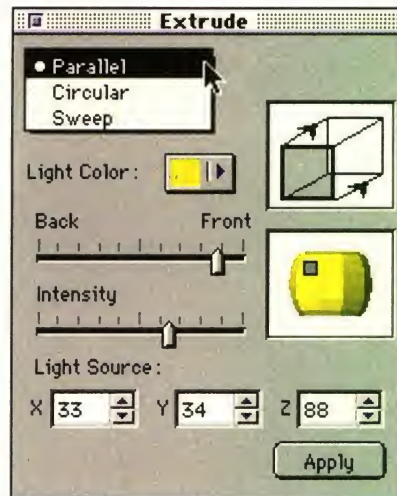 Extrude
Parallel
Circular
Sweep
Light Color:
Back Front
Intensity
Light Source:
X 33 Y 34 Z 88
Apply